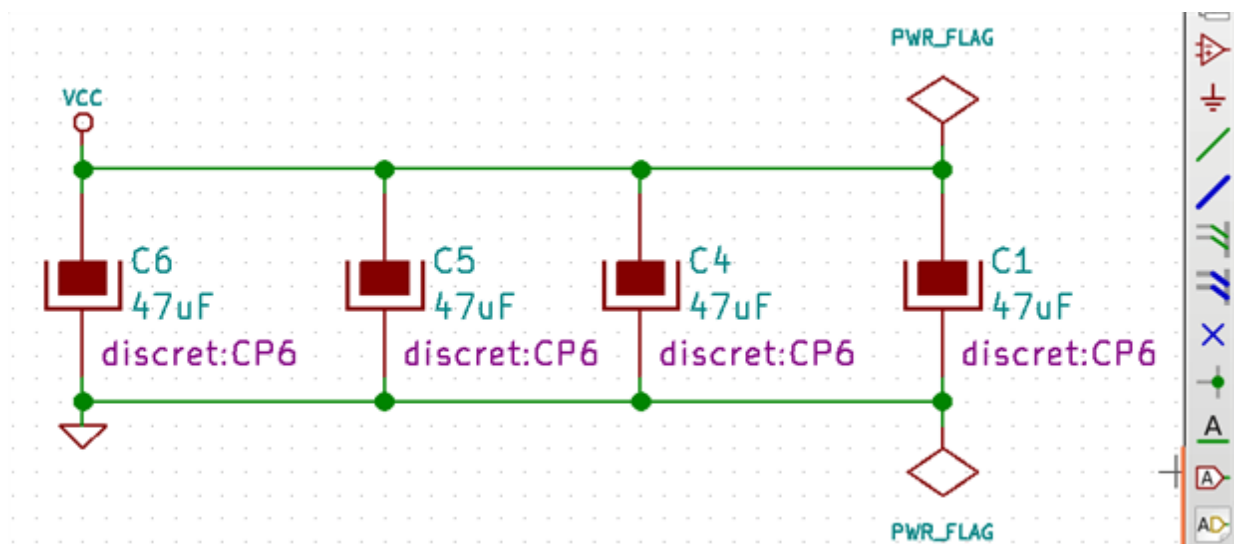 PWR_FLAG
VCC
C6
47uF
discret:CP6
C5
47uF
discret:CP6
C4
47uF
discret:CP6
C1
47uF
discret:CP6
PWR_FLAG
A
A
AD